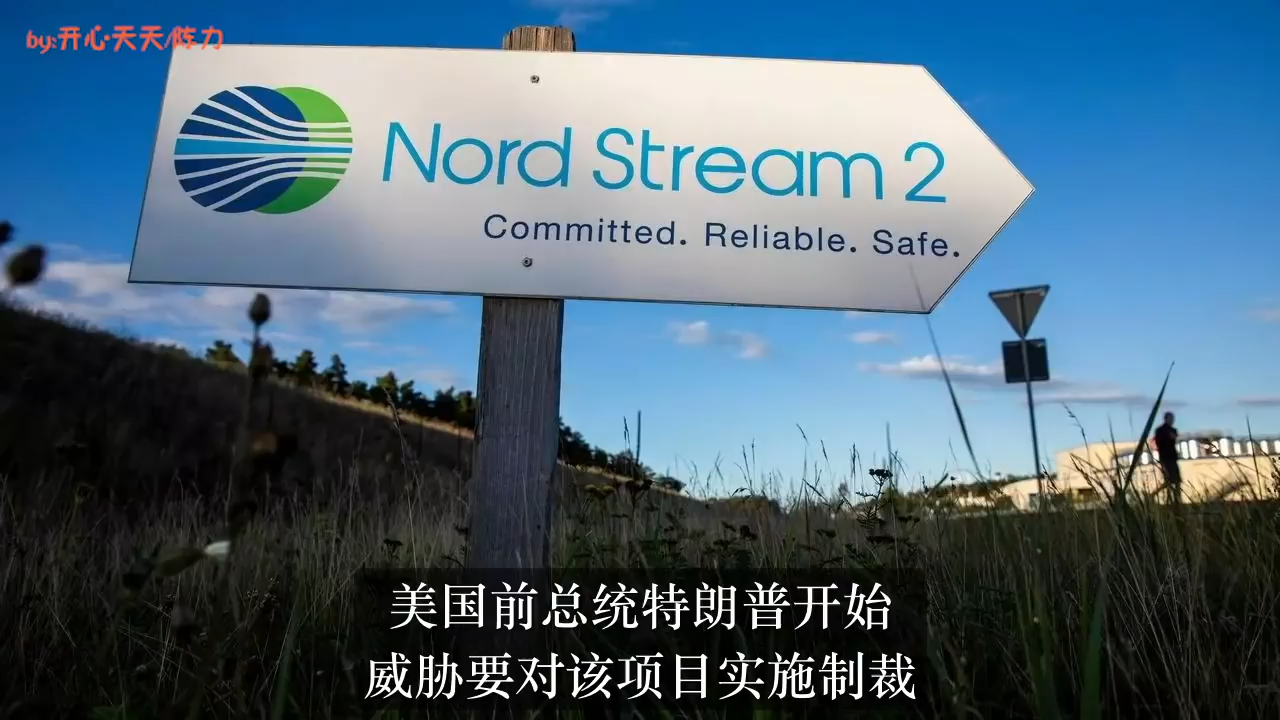 by:开心天天/陈力
Nord Stream 2
Committed. Reliable. Safe.
美国前总统特朗普开始
威胁要对该项目实施制裁